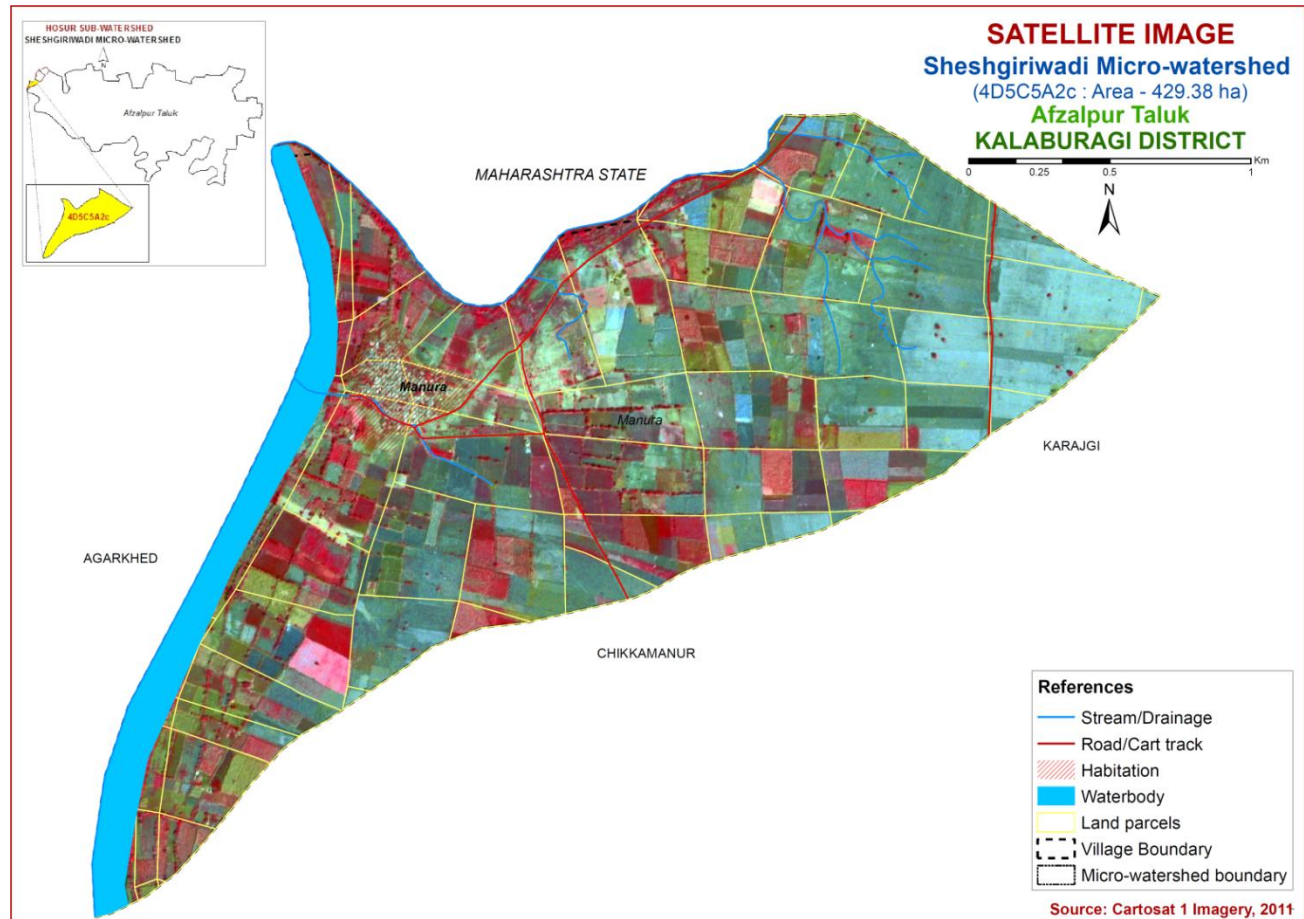 HOSUR SUB-WATERSHED
SHESHGIRIWADI MICRO-WATERSHED
N
Afzalpur Taluk
4D5C5A2c
SATELLITE IMAGE
Sheshgiriwadi Micro-watershed
(4D5C5A2c : Area - 429.38 ha)
Afzalpur Taluk
KALABURAGI DISTRICT
Km
0 0.25 0.5 1
N
MAHARASHTRA STATE
Manura
Manura
KARAJGI
AGARKHED
CHIKKAMANUR
References
Stream/Drainage
Road/Cart track
Habitation
Waterbody
Land parcels
Village Boundary
Micro-watershed boundary
Source: Cartosat 1 Imagery, 2011